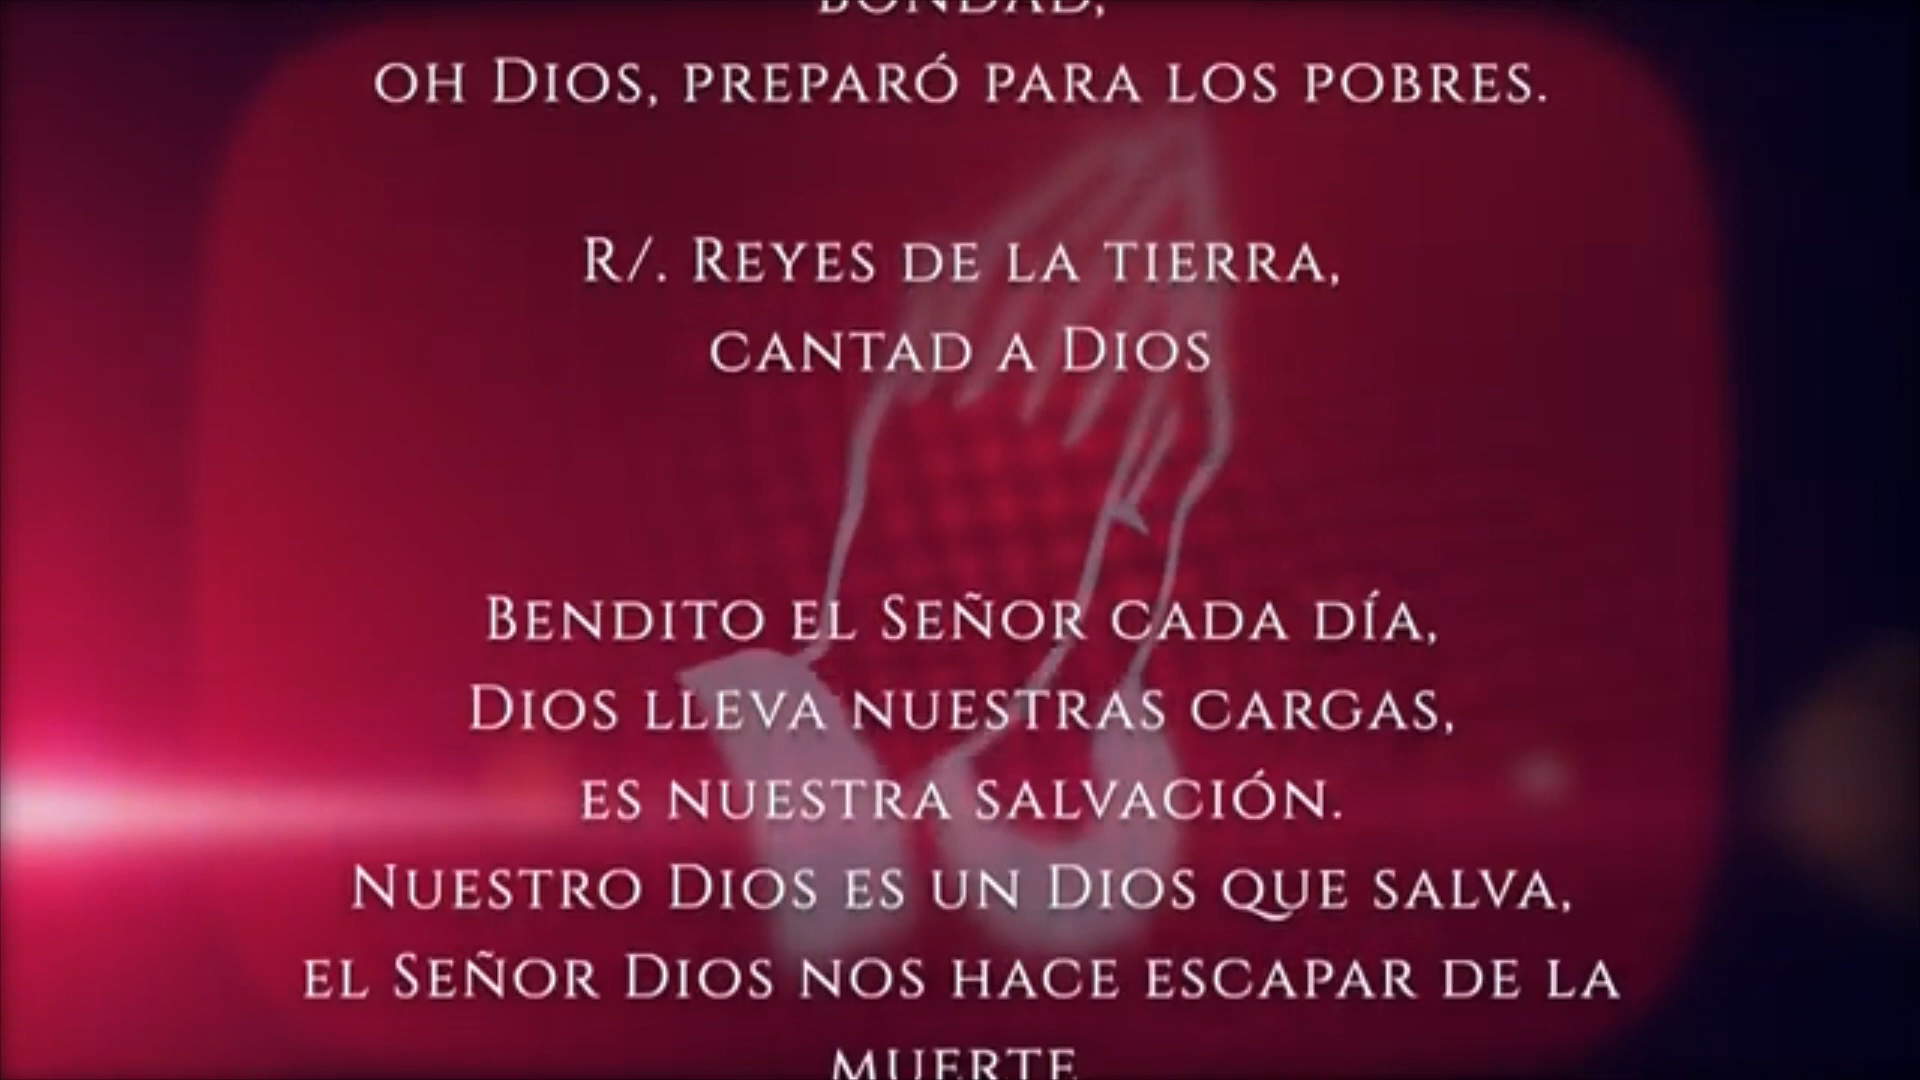 BONDAD,
OH DIOS, PREPARÓ PARA LOS POBRES.
R/. REYES DE LA TIERRA,
CANTAD A DIOS
BENDITO EL SEÑOR CADA DÍA,
DIOS LLEVA NUESTRAS CARGAS,
ES NUESTRA SALVACIÓN.
NUESTRO DIOS ES UN DIOS QUE SALVA,
EL SEÑOR DIOS NOS HACE ESCAPAR DE LA
MUERTE